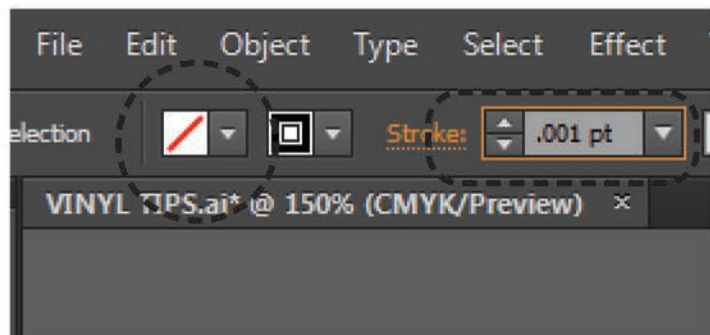 File Edit Object Type Select Effect
election Stroke: .001 pt
VINYL TIPS.ai* @ 150% (CMYK/Preview) ×